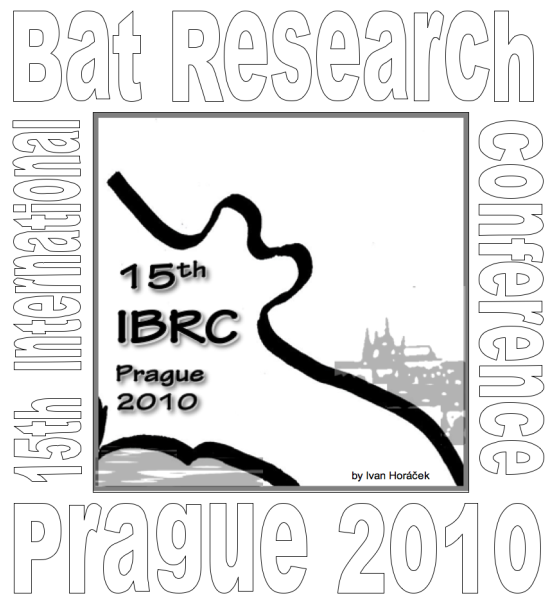 Bat Research
15th International
Conference
15th
IBRC
Prague
2010
by Ivan Horáček
Prague 2010